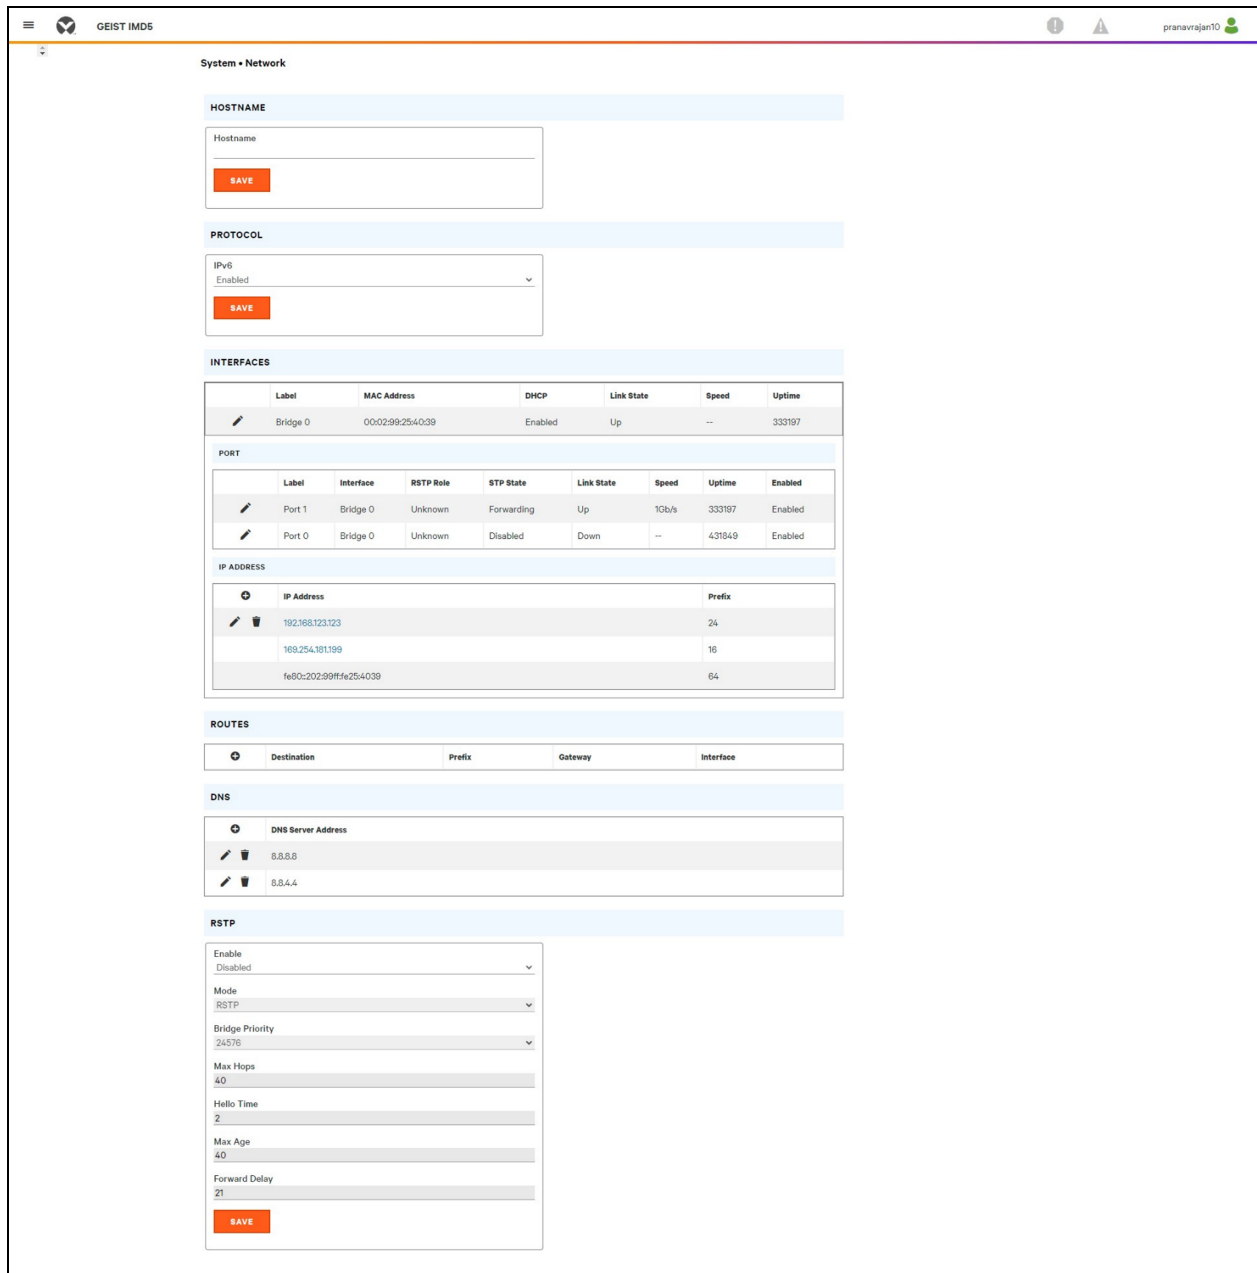 GEIST IMD5
pranavrajan10
System • Network
HOSTNAME
Hostname
SAVE
PROTOCOL
IPv6
Enabled
SAVE
INTERFACES
Label MAC Address DHCP Link State Speed Uptime
Bridge 0 00:02:99:25:40:39 Enabled Up -- 333197
PORT
Label Interface RSTP Role STP State Link State Speed Uptime Enabled
Port 1 Bridge 0 Unknown Forwarding Up 1Gb/s 333197 Enabled
Port 0 Bridge 0 Unknown Disabled Down -- 431849 Enabled
IP ADDRESS
IP Address Prefix
192.168.123.123 24
169.254.181.199 16
fe80::202:99ff:fe25:4039 64
ROUTES
Destination Prefix Gateway Interface
DNS
DNS Server Address
8.8.8.8
8.8.4.4
RSTP
Enable
Disabled
Mode
RSTP
Bridge Priority
24576
Max Hops
40
Hello Time
2
Max Age
40
Forward Delay
21
SAVE